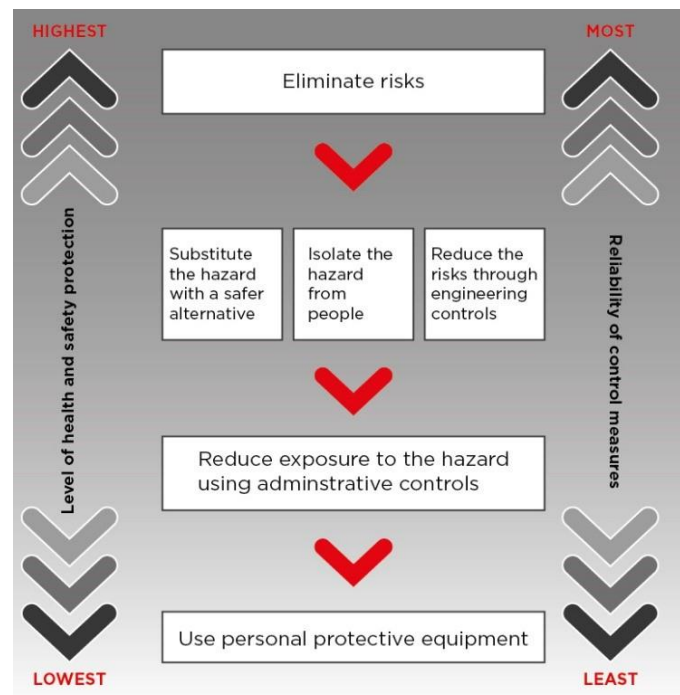 HIGHEST
MOST
Eliminate risks
Substitute
the hazard
with a safer
alternative
Isolate the
hazard
from
people
Reduce the
risks through
engineering
controls
Level of health and safety protection
Reliability of control measures
Reduce exposure to the hazard
using adminstrative controls
Use personal protective equipment
LOWEST
LEAST